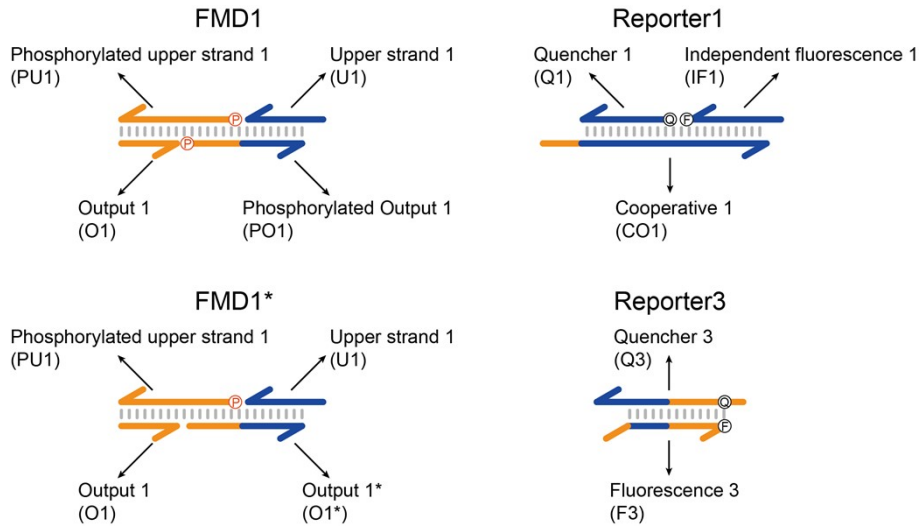 FMD1
Phosphorylated upper strand 1
(PU1)
Upper strand 1
(U1)
P
P
Output 1
(O1)
Phosphorylated Output 1
(PO1)
Reporter1
Quencher 1
(Q1)
Independent fluorescence 1
(IF1)
Q F
Cooperative 1
(CO1)
FMD1*
Phosphorylated upper strand 1
(PU1)
Upper strand 1
(U1)
P
Output 1
(O1)
Output 1*
(O1*)
Reporter3
Quencher 3
(Q3)
Q
F
Fluorescence 3
(F3)